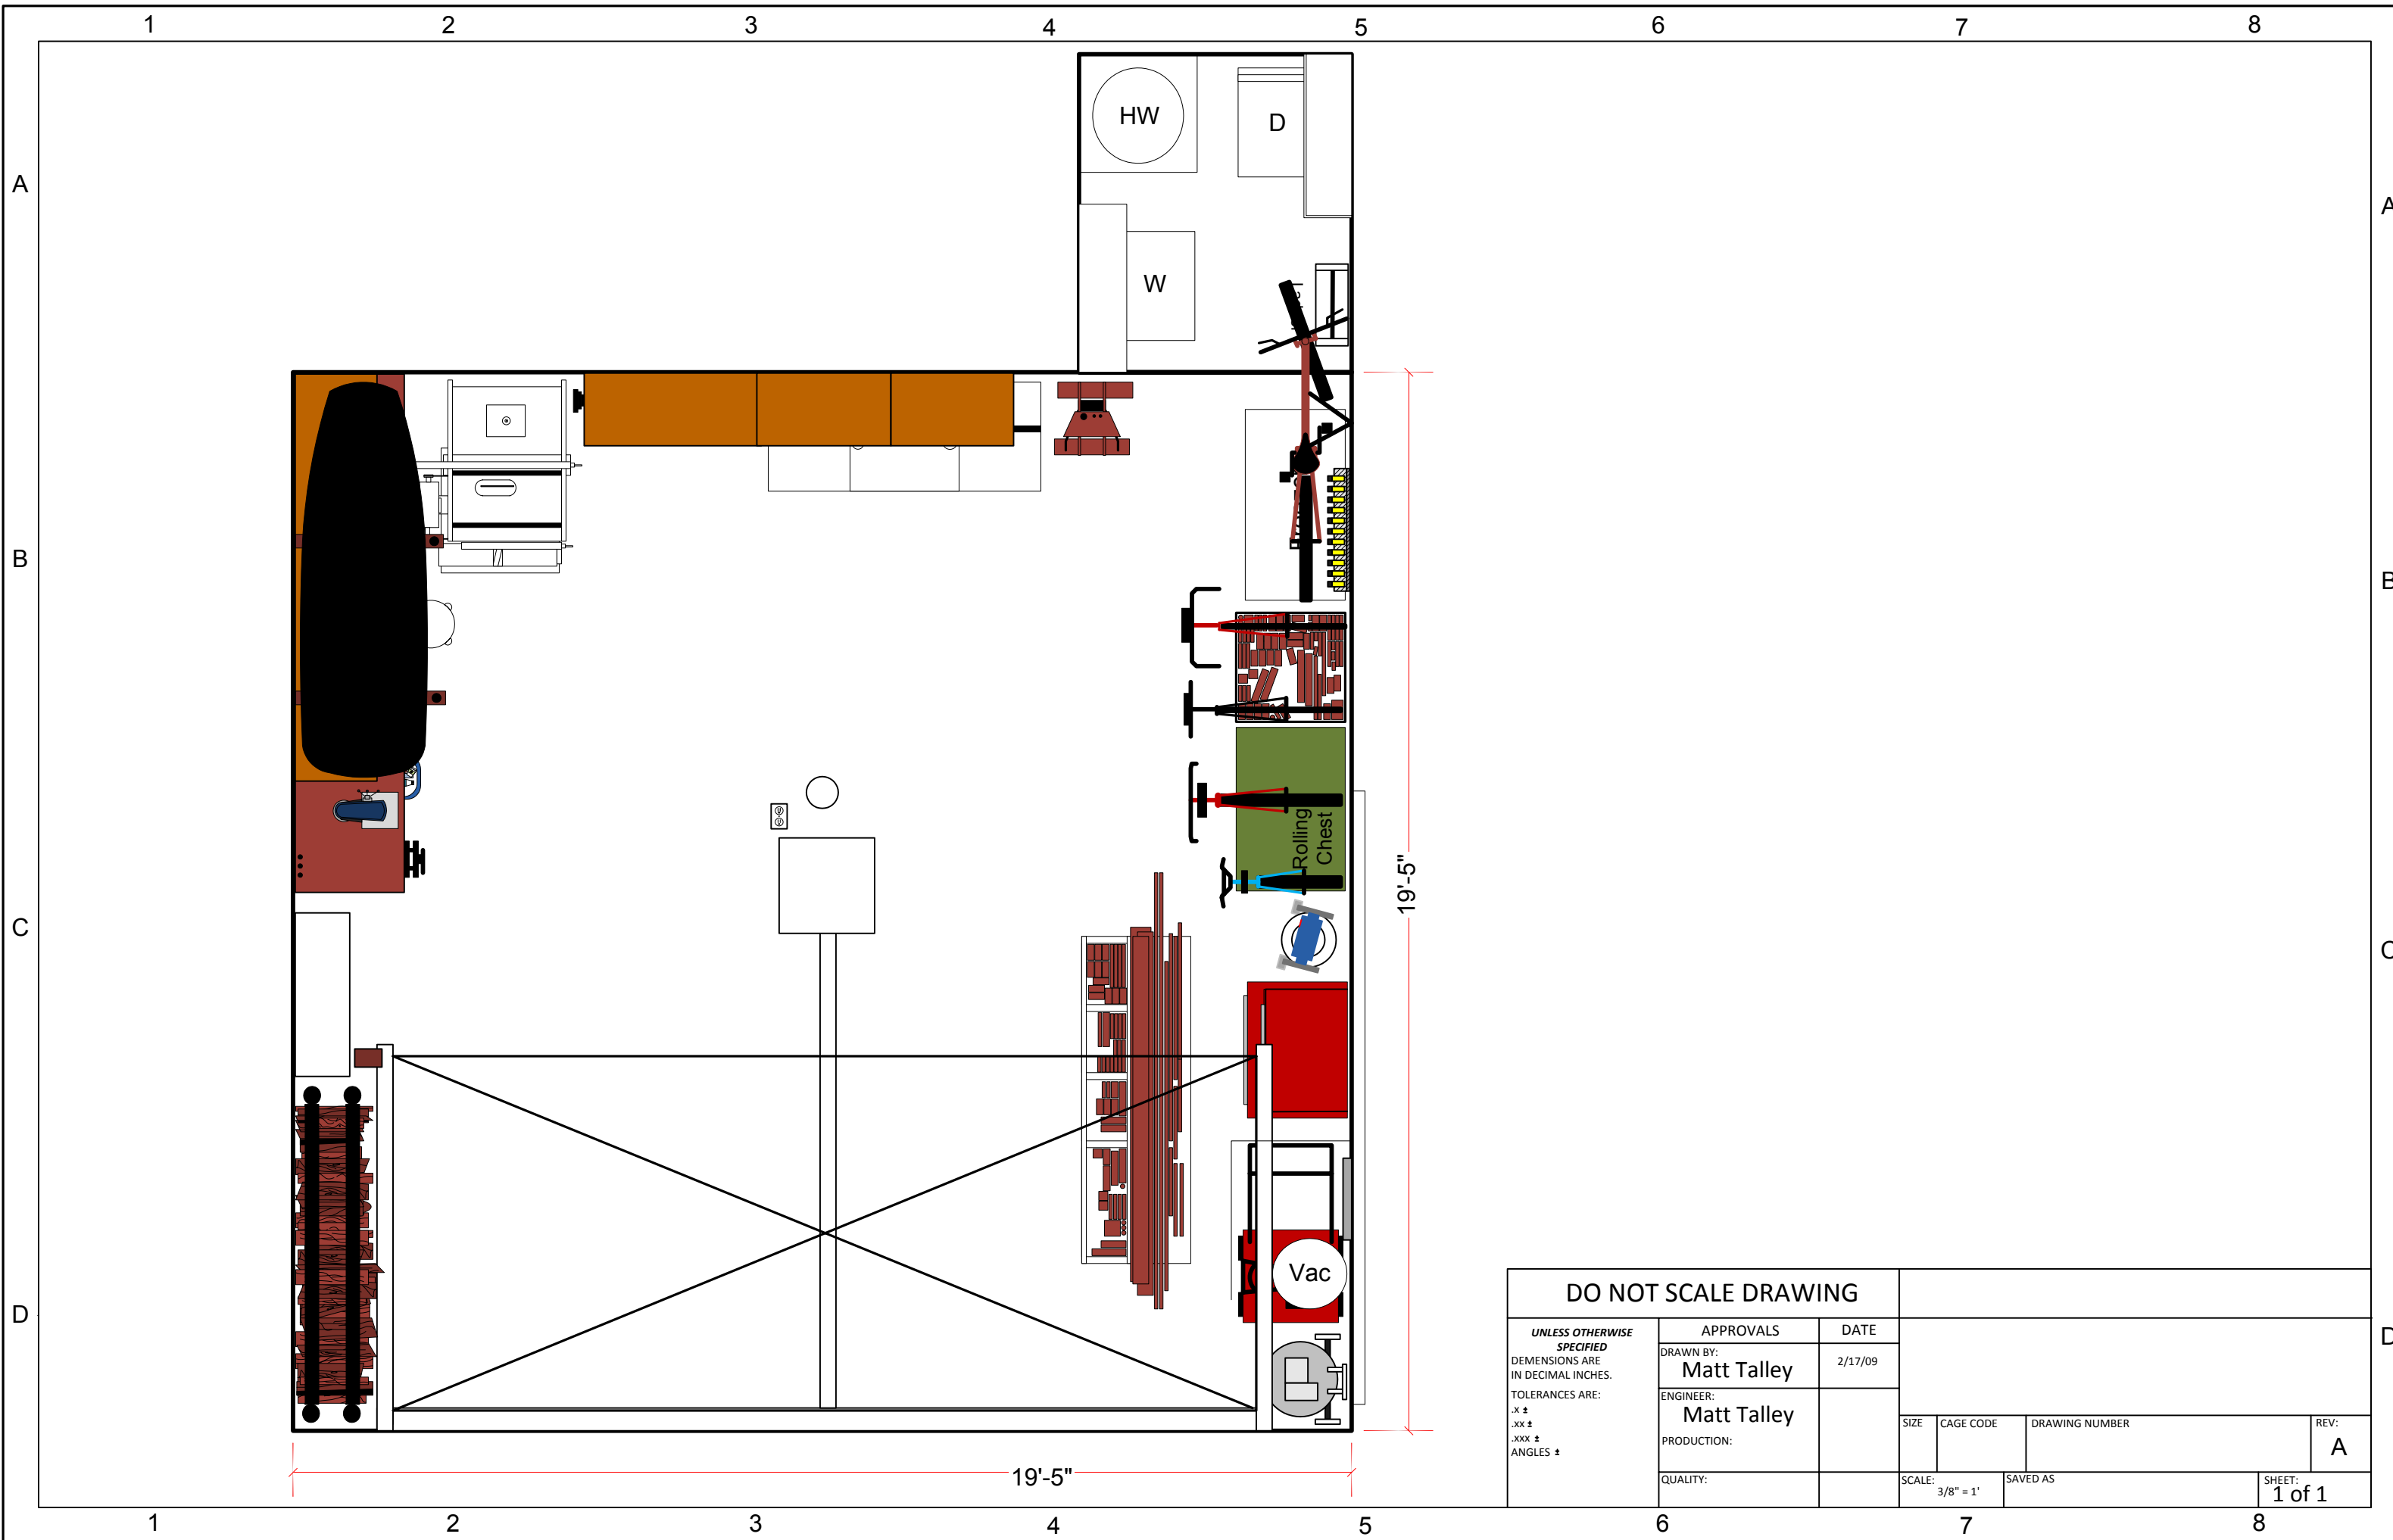 1 2 3 4 5 6 7 8
HW
D
A
A
W
B
B
Rolling
Chest
19'-5"
C
C
Vac
D
D
19'-5"
DO NOT SCALE DRAWING
UNLESS OTHERWISE
SPECIFIED
DEMENSIONS ARE
IN DECIMAL INCHES.
TOLERANCES ARE:
.X ±
.XX ±
.XXX ±
ANGLES ±
APPROVALS
DATE
DRAWN BY:
Matt Talley
2/17/09
ENGINEER:
Matt Talley
PRODUCTION:
QUALITY:
SIZE
CAGE CODE
DRAWING NUMBER
REV:
A
SCALE:
3/8" = 1'
SAVED AS
SHEET:
1 of 1
1 2 3 4 5 6 7 8